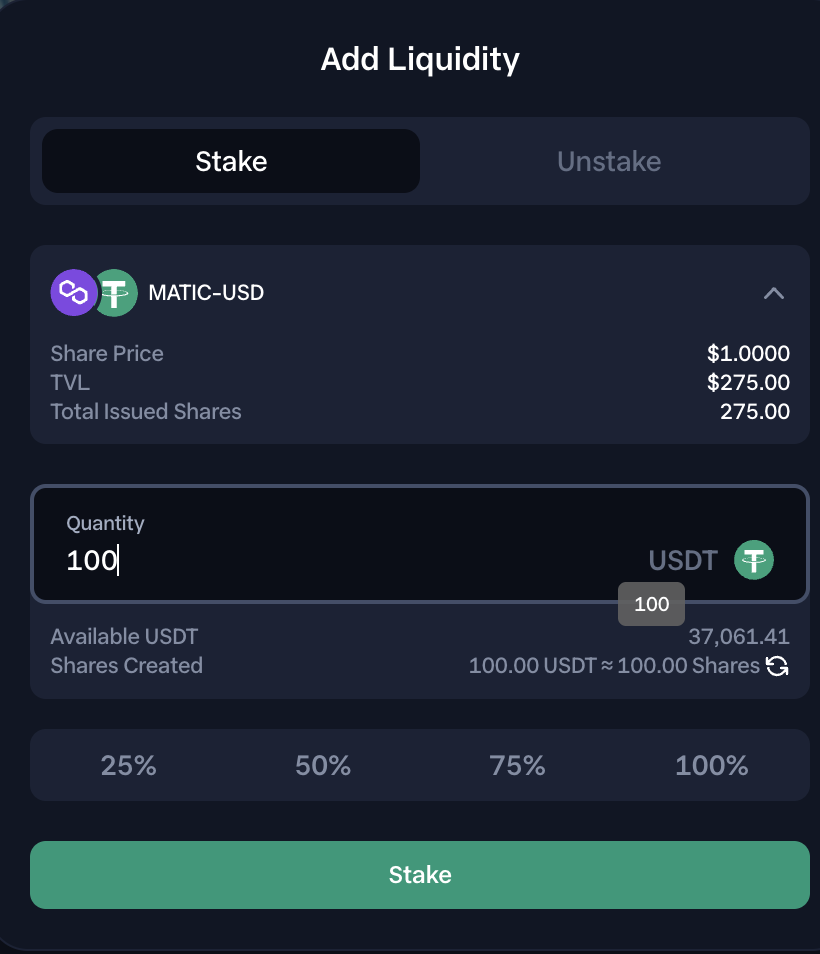 Add Liquidity
Stake Unstake
MATIC-USD
Share Price $1.0000
TVL $275.00
Total Issued Shares 275.00
Quantity
100 USDT
100
Available USDT 37,061.41
Shares Created 100.00 USDT ≈ 100.00 Shares
25% 50% 75% 100%
Stake